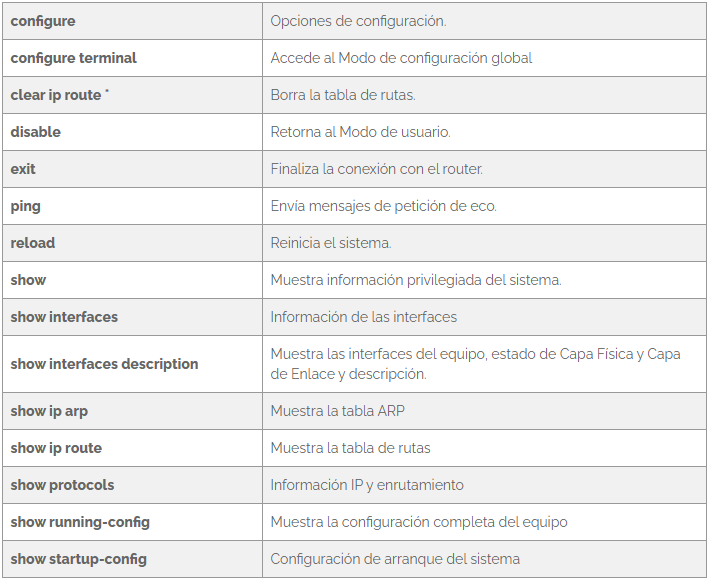 configure Opciones de configuración.
configure terminal Accede al Modo de configuración global
clear ip route * Borra la tabla de rutas.
disable Retorna al Modo de usuario.
exit Finaliza la conexión con el router.
ping Envía mensajes de petición de eco.
reload Reinicia el sistema.
show Muestra información privilegiada del sistema.
show interfaces Información de las interfaces
show interfaces description Muestra las interfaces del equipo, estado de Capa Física y Capa
de Enlace y descripción.
show ip arp Muestra la tabla ARP
show ip route Muestra la tabla de rutas
show protocols Información IP y enrutamiento
show running-config Muestra la configuración completa del equipo
show startup-config Configuración de arranque del sistema